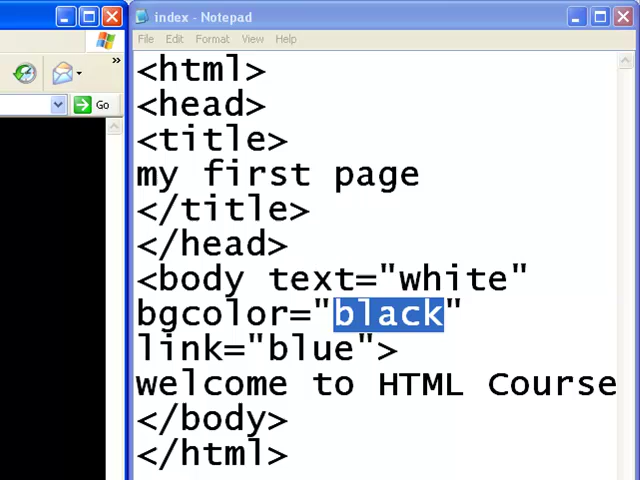 index - Notepad
File Edit Format View Help
»
Go
<html>
<head>
<title>
my first page
</title>
</head>
<body text="white"
bgcolor="black"
link="blue">
welcome to HTML Course
</body>
</html>